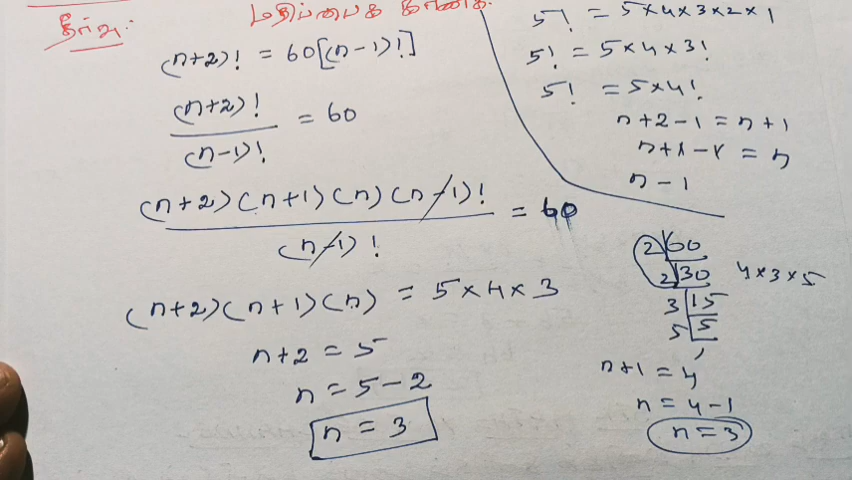 தீர்வு:
மதிப்பைக் காண்க.
(n+2)! = 60[(n-1)!]
(n+2)!
(n-1)!
= 60
(n+2)(n+1)(n)(n-1)!
(n-1)!
= 60
(n+2)(n+1)(n) = 5×4×3
n+2 = 5
n = 5-2
n = 3
5! = 5×4×3×2×1
5! = 5×4×3!
5! = 5×4!
n+2-1 = n+1
n+1-1 = n
n-1
2|60
2|30
3|15
5|5
4×3×5
n+1 = 4
n = 4-1
n = 3